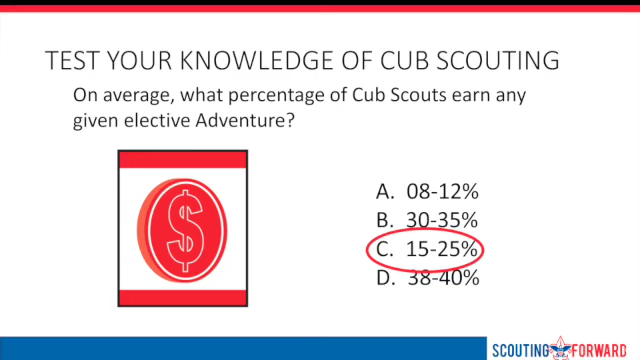 TEST YOUR KNOWLEDGE OF CUB SCOUTING
On average, what percentage of Cub Scouts earn any
given elective Adventure?
$
A. 08-12%
B. 30-35%
C. 15-25%
D. 38-40%
SCOUTING FORWARD